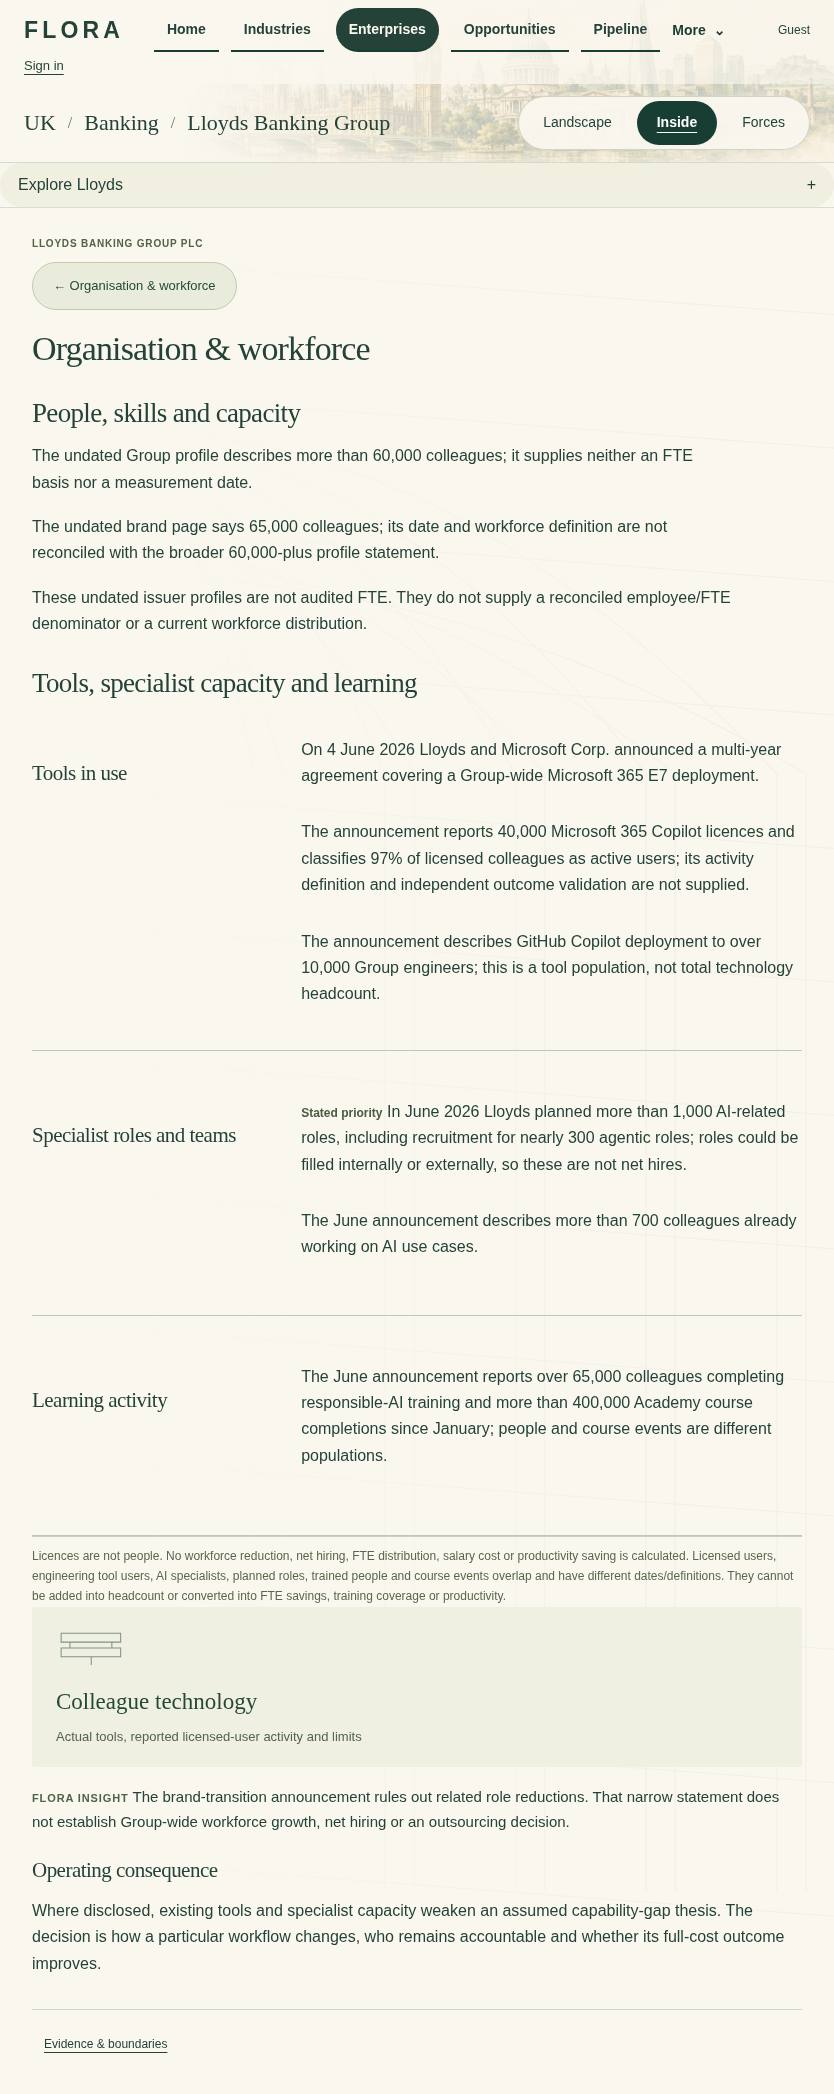 FLORA
Home
Industries
Enterprises
Opportunities
Pipeline
More
Guest
Sign in
UK / Banking / Lloyds Banking Group
Landscape
Inside
Forces
Explore Lloyds
+
LLOYDS BANKING GROUP PLC
← Organisation & workforce
Organisation & workforce
People, skills and capacity
The undated Group profile describes more than 60,000 colleagues; it supplies neither an FTE
basis nor a measurement date.
The undated brand page says 65,000 colleagues; its date and workforce definition are not
reconciled with the broader 60,000-plus profile statement.
These undated issuer profiles are not audited FTE. They do not supply a reconciled employee/FTE
denominator or a current workforce distribution.
Tools, specialist capacity and learning
Tools in use
On 4 June 2026 Lloyds and Microsoft Corp. announced a multi-year
agreement covering a Group-wide Microsoft 365 E7 deployment.
The announcement reports 40,000 Microsoft 365 Copilot licences and
classifies 97% of licensed colleagues as active users; its activity
definition and independent outcome validation are not supplied.
The announcement describes GitHub Copilot deployment to over
10,000 Group engineers; this is a tool population, not total technology
headcount.
Specialist roles and teams
Stated priority In June 2026 Lloyds planned more than 1,000 AI-related
roles, including recruitment for nearly 300 agentic roles; roles could be
filled internally or externally, so these are not net hires.
The June announcement describes more than 700 colleagues already
working on AI use cases.
Learning activity
The June announcement reports over 65,000 colleagues completing
responsible-AI training and more than 400,000 Academy course
completions since January; people and course events are different
populations.
Licences are not people. No workforce reduction, net hiring, FTE distribution, salary cost or productivity saving is calculated. Licensed users,
engineering tool users, AI specialists, planned roles, trained people and course events overlap and have different dates/definitions. They cannot
be added into headcount or converted into FTE savings, training coverage or productivity.
Colleague technology
Actual tools, reported licensed-user activity and limits
FLORA INSIGHT The brand-transition announcement rules out related role reductions. That narrow statement does
not establish Group-wide workforce growth, net hiring or an outsourcing decision.
Operating consequence
Where disclosed, existing tools and specialist capacity weaken an assumed capability-gap thesis. The
decision is how a particular workflow changes, who remains accountable and whether its full-cost outcome
improves.
Evidence & boundaries